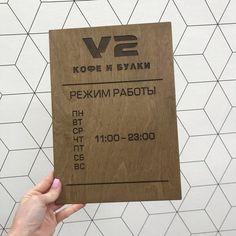 V2
КОФЕ И БУЛКИ
РЕЖИМ РАБОТЫ
ПН
ВТ
СР
ЧТ 11:00-23:00
ПТ
СБ
ВС